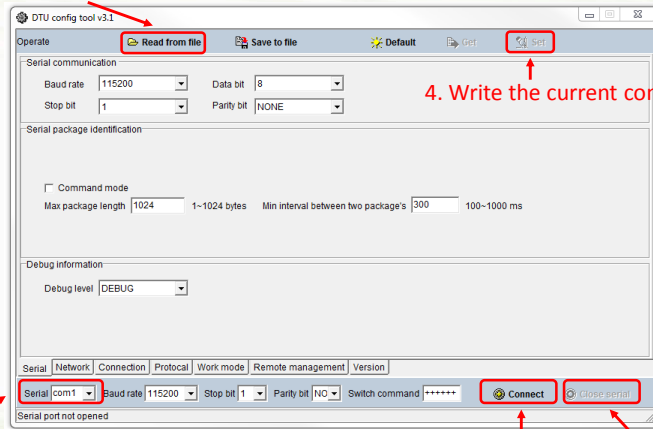 DTU config tool v3.1
Operate Read from file Save to file Default Get Set
4. Write the current con
Serial communication
Baud rate 115200 Data bit 8
Stop bit 1 Parity bit NONE
Serial package identification
Command mode
Max package length 1024 1~1024 bytes Min interval between two package's 300 100~1000 ms
Debug information
Debug level DEBUG
Serial Network Connection Protocal Work mode Remote management Version
Serial com1 Baud rate 115200 Stop bit 1 Parity bit NO Switch command ++++++ Connect Close serial
Serial port not opened